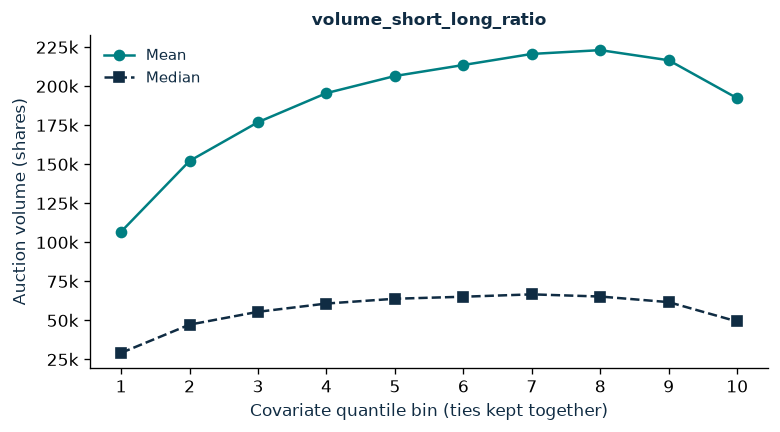 volume_short_long_ratio
Mean
Median
Auction volume (shares)
225k
200k
175k
150k
125k
100k
75k
50k
25k
1 2 3 4 5 6 7 8 9 10
Covariate quantile bin (ties kept together)